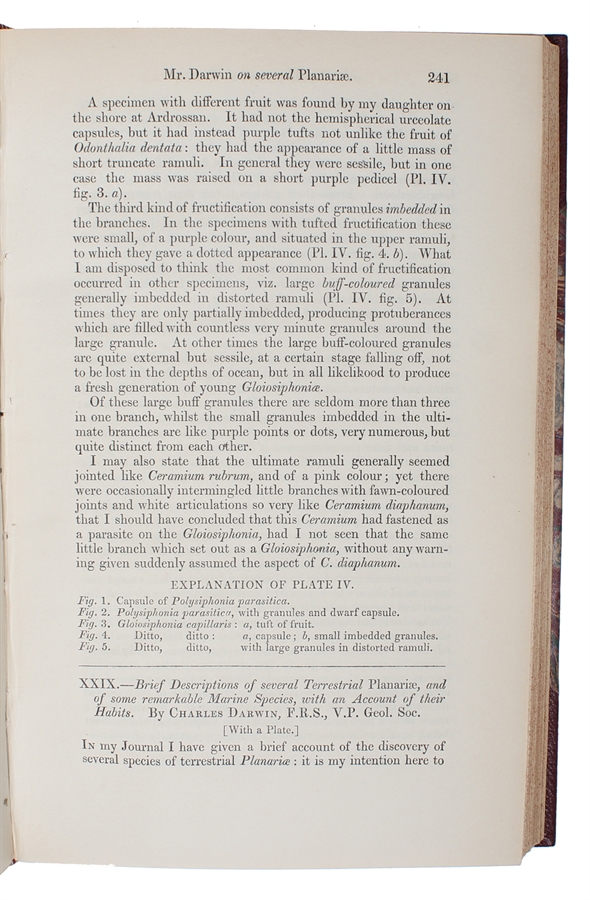 Mr. Darwin on several Planariæ. 241
A specimen with different fruit was found by my daughter on
the shore at Ardrossan. It had not the hemispherical urceolate
capsules, but it had instead purple tufts not unlike the fruit of
Odonthalia dentata: they had the appearance of a little mass of
short truncate ramuli. In general they were sessile, but in one
case the mass was raised on a short purple pedicel (Pl. IV.
fig. 3. a).
The third kind of fructification consists of granules imbedded in
the branches. In the specimens with tufted fructification these
were small, of a purple colour, and situated in the upper ramuli,
to which they gave a dotted appearance (Pl. IV. fig. 4. b). What
I am disposed to think the most common kind of fructification
occurred in other specimens, viz. large buff-coloured granules
generally imbedded in distorted ramuli (Pl. IV. fig. 5). At
times they are only partially imbedded, producing protuberances
which are filled with countless very minute granules around the
large granule. At other times the large buff-coloured granules
are quite external but sessile, at a certain stage falling off, not
to be lost in the depths of ocean, but in all likelikood to produce
a fresh generation of young Gloiosiphoniæ.
Of these large buff granules there are seldom more than three
in one branch, whilst the small granules imbedded in the ulti-
mate branches are like purple points or dots, very numerous, but
quite distinct from each other.
I may also state that the ultimate ramuli generally seemed
jointed like Ceramium rubrum, and of a pink colour; yet there
were occasionally intermingled little branches with fawn-coloured
joints and white articulations so very like Ceramium diaphanum,
that I should have concluded that this Ceramium had fastened as
a parasite on the Gloiosiphonia, had I not seen that the same
little branch which set out as a Gloiosiphonia, without any warn-
ing given suddenly assumed the aspect of C. diaphanum.
EXPLANATION OF PLATE IV.
Fig. 1. Capsule of Polysiphonia parasitica.
Fig. 2. Polysiphonia parasitica, with granules and dwarf capsule.
Fig. 3. Gloiosiphonia capillaris: a, tuft of fruit.
Fig. 4. Ditto, ditto: a, capsule; b, small imbedded granules.
Fig. 5. Ditto, ditto, with large granules in distorted ramuli.
XXIX.—Brief Descriptions of several Terrestrial Planariæ, and
of some remarkable Marine Species, with an Account of their
Habits. By CHARLES DARWIN, F.R.S., V.P. Geol. Soc.
[With a Plate.]
IN my Journal I have given a brief account of the discovery of
several species of terrestrial Planariæ: it is my intention here to